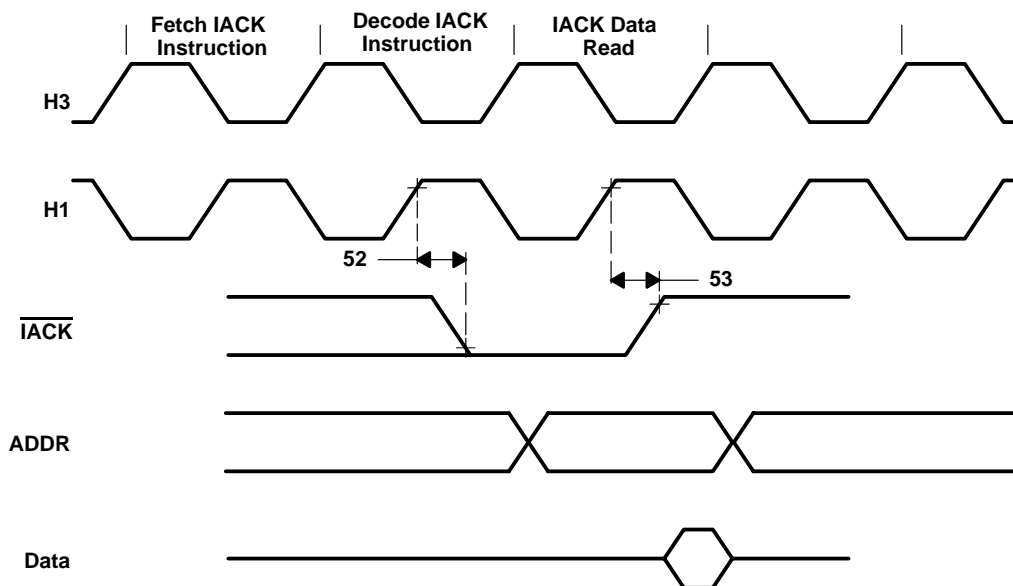 Fetch IACK
Instruction
Decode IACK
Instruction
IACK Data
Read
H3
H1
52
53
IACK
ADDR
Data